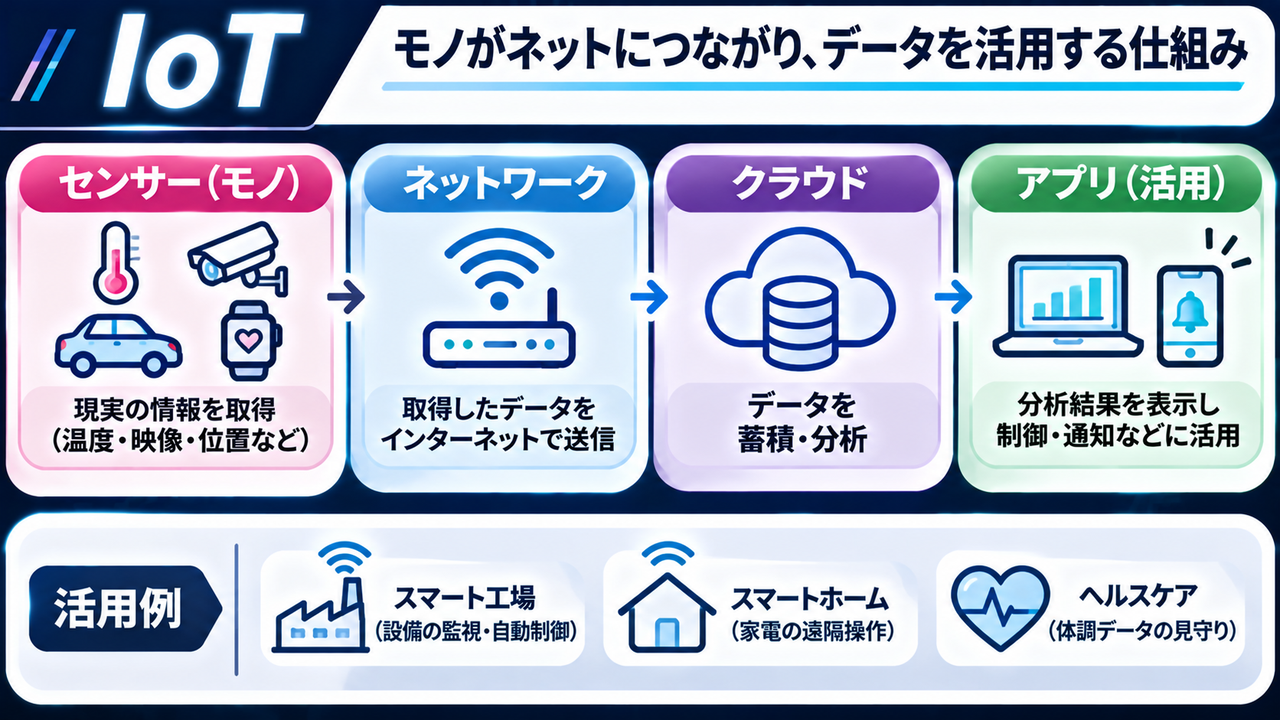 IoT
モノがネットにつながり、データを活用する仕組み
センサー（モノ）
現実の情報を取得
（温度・映像・位置など）
ネットワーク
取得したデータを
インターネットで送信
クラウド
データを
蓄積・分析
アプリ（活用）
分析結果を表示し
制御・通知などに活用
活用例
スマート工場
（設備の監視・自動制御）
スマートホーム
（家電の遠隔操作）
ヘルスケア
（体調データの見守り）